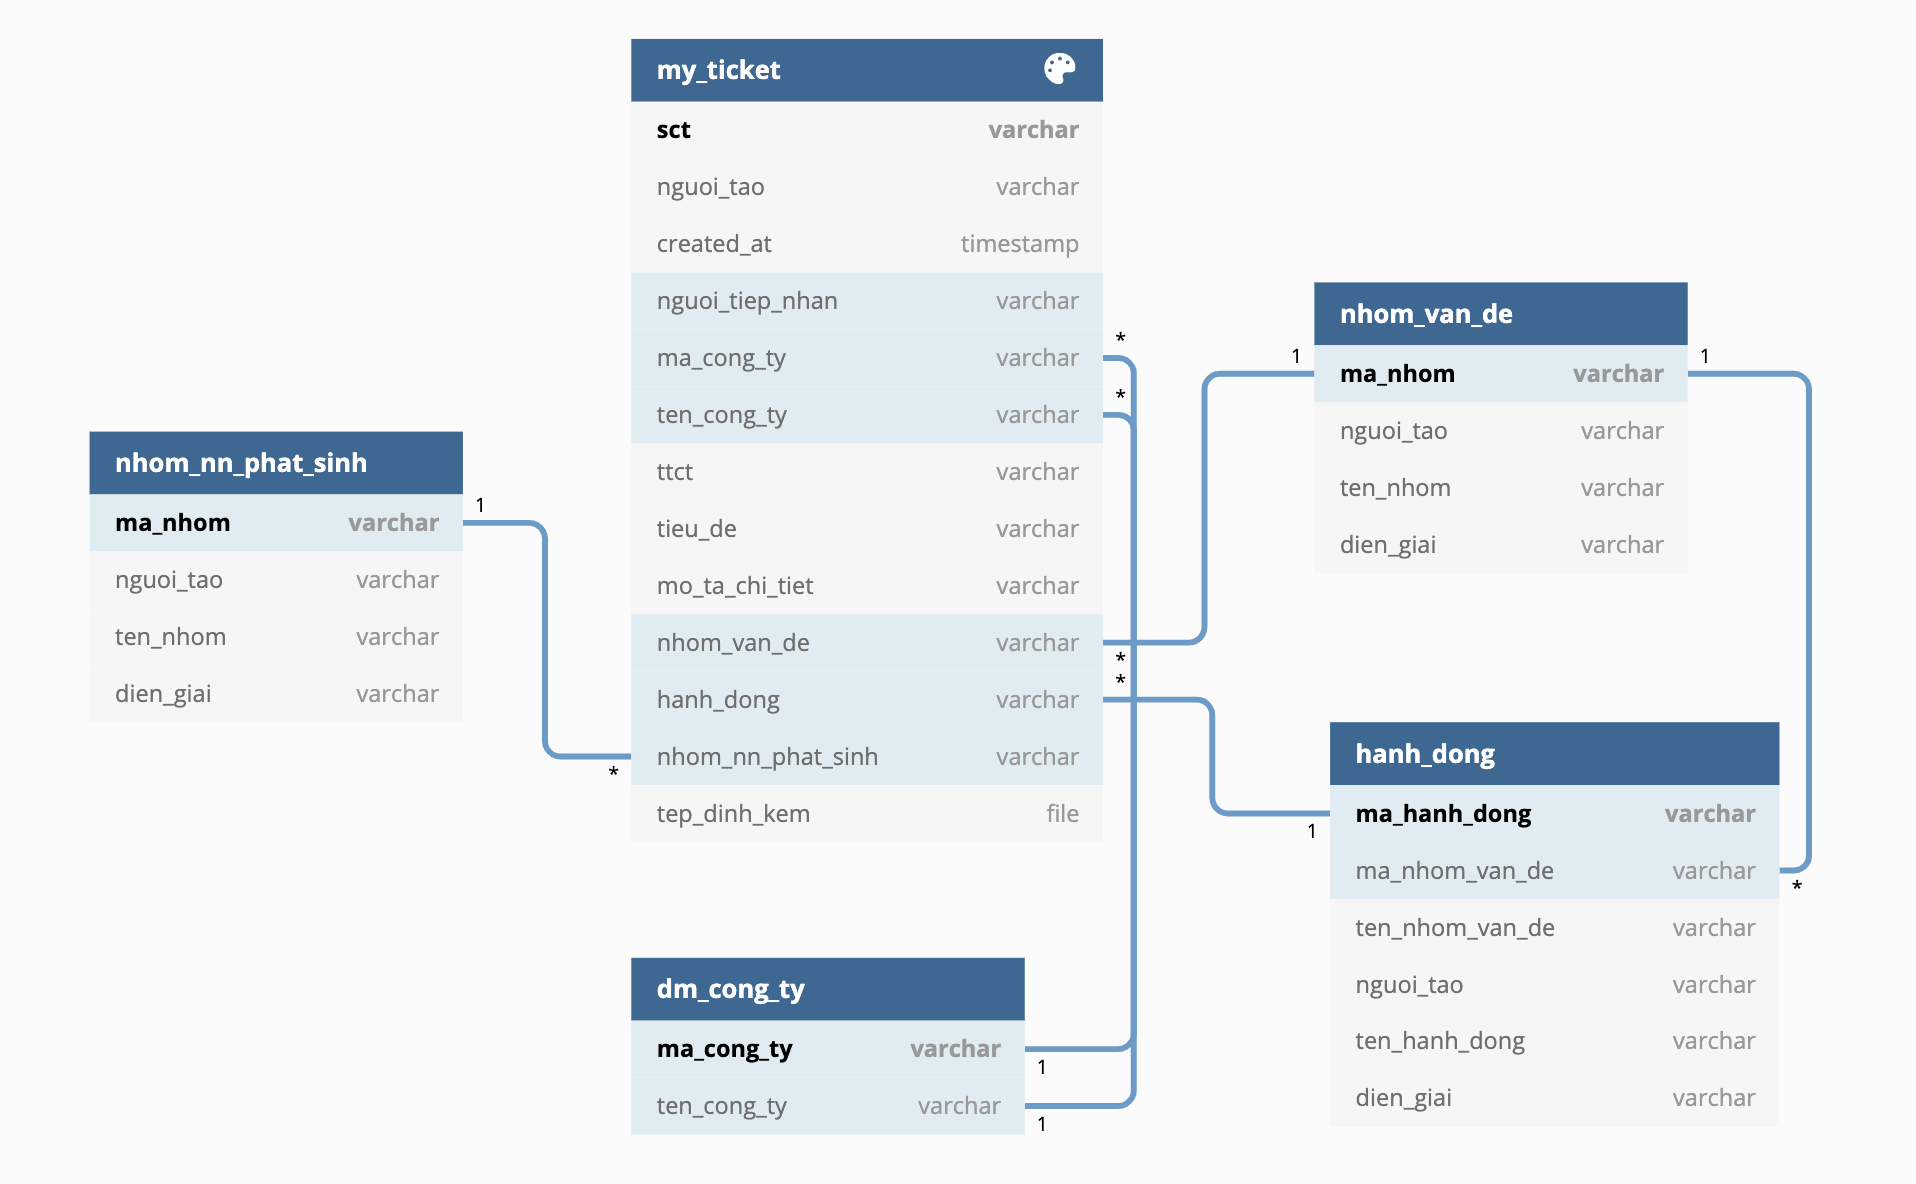 my_ticket
sct varchar
nguoi_tao varchar
created_at timestamp
nguoi_tiep_nhan varchar
*
ma_cong_ty varchar
*
ten_cong_ty varchar
ttct varchar
tieu_de varchar
mo_ta_chi_tiet varchar
nhom_van_de varchar
*
*
hanh_dong varchar
nhom_nn_phat_sinh varchar
*
tep_dinh_kem file
nhom_nn_phat_sinh
1
ma_nhom varchar
nguoi_tao varchar
ten_nhom varchar
dien_giai varchar
nhom_van_de
1
1
ma_nhom varchar
nguoi_tao varchar
ten_nhom varchar
dien_giai varchar
hanh_dong
ma_hanh_dong varchar
1
ma_nhom_van_de varchar
*
ten_nhom_van_de varchar
nguoi_tao varchar
ten_hanh_dong varchar
dien_giai varchar
dm_cong_ty
ma_cong_ty varchar
1
ten_cong_ty varchar
1